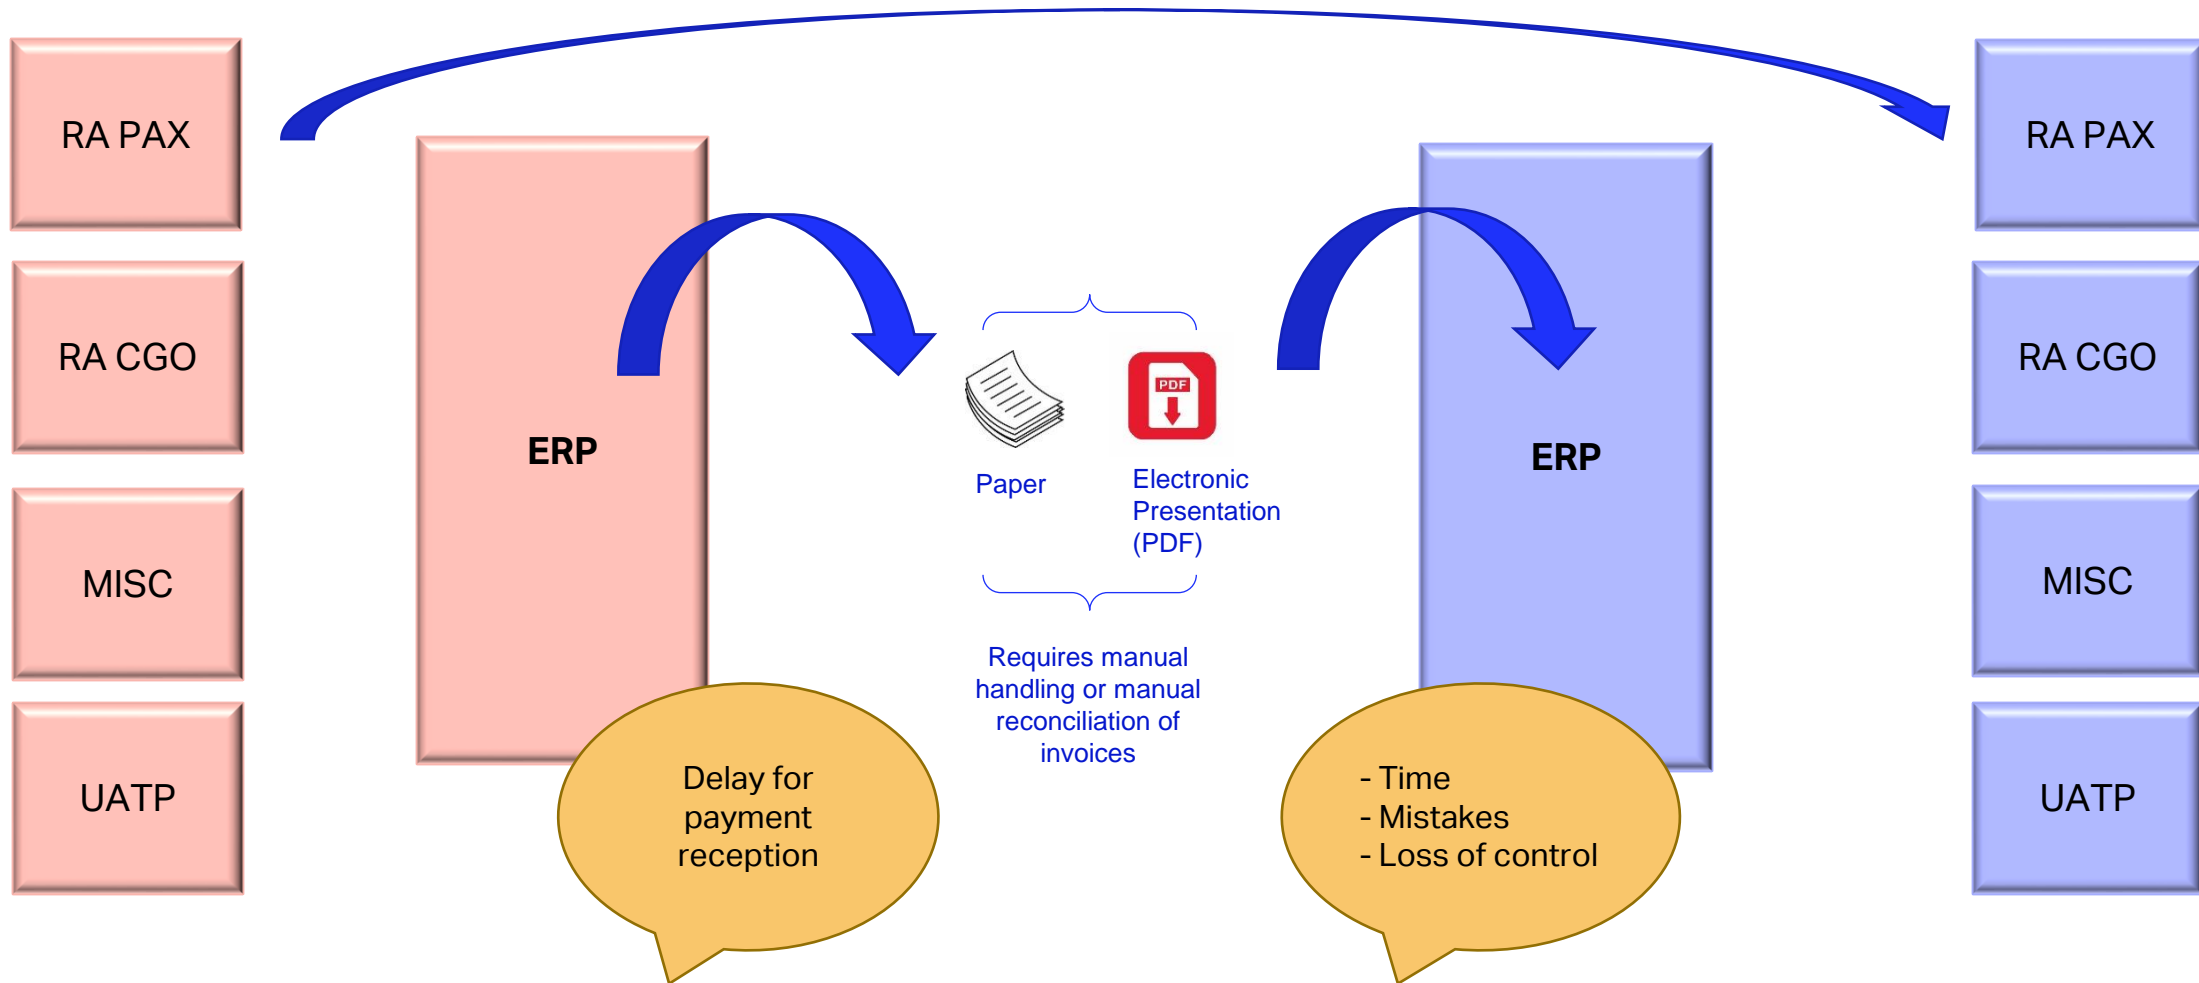 RA PAX
RA CGO
MISC
UATP
ERP
Delay for
payment
reception
PDF
Paper
Electronic
Presentation
(PDF)
Requires manual
handling or manual
reconciliation of
invoices
ERP
- Time
- Mistakes
- Loss of control
RA PAX
RA CGO
MISC
UATP